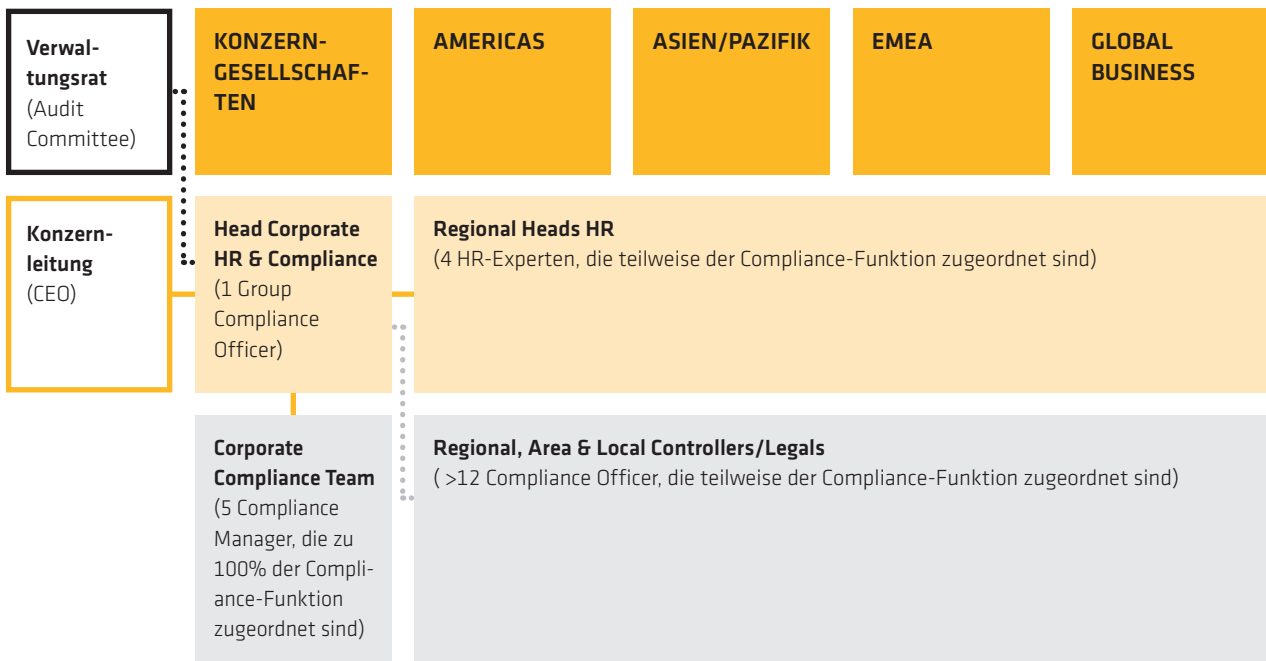 Verwal-
tungsrat
(Audit
Committee)
KONZERN-
GESELLSCHAF-
TEN
AMERICAS
ASIEN/PAZIFIK
EMEA
GLOBAL
BUSINESS
Konzern-
leitung
(CEO)
Head Corporate
HR & Compliance
(1 Group
Compliance
Officer)
Regional Heads HR
(4 HR-Experten, die teilweise der Compliance-Funktion zugeordnet sind)
Corporate
Compliance Team
(5 Compliance
Manager, die zu
100% der Compli-
ance-Funktion
zugeordnet sind)
Regional, Area & Local Controllers/Legals
( >12 Compliance Officer, die teilweise der Compliance-Funktion zugeordnet sind)